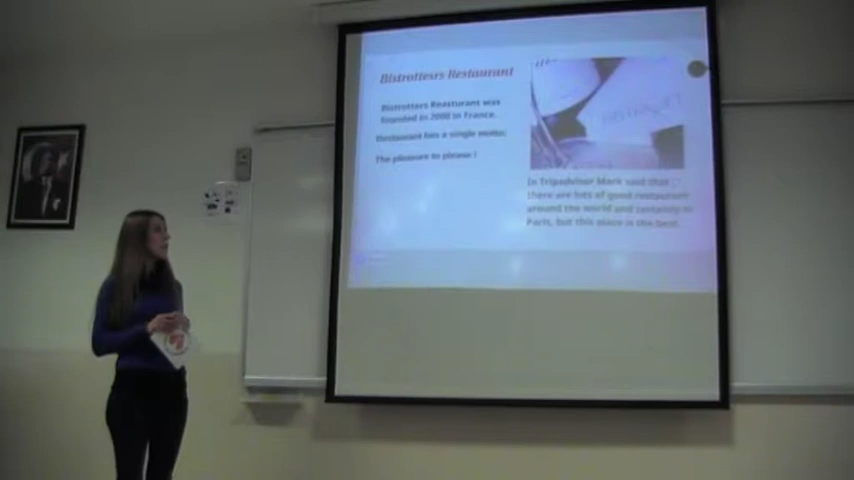 Bistrotters Restaurant
Bistrotters Reasturant was
founded in 2008 in France.
Restaurant has a single motto;
The pleasure to please !
In Tripadvisor Mark said that ;
there are lots of good restaurant
around the world and certainly in
Paris, but this place is the best.